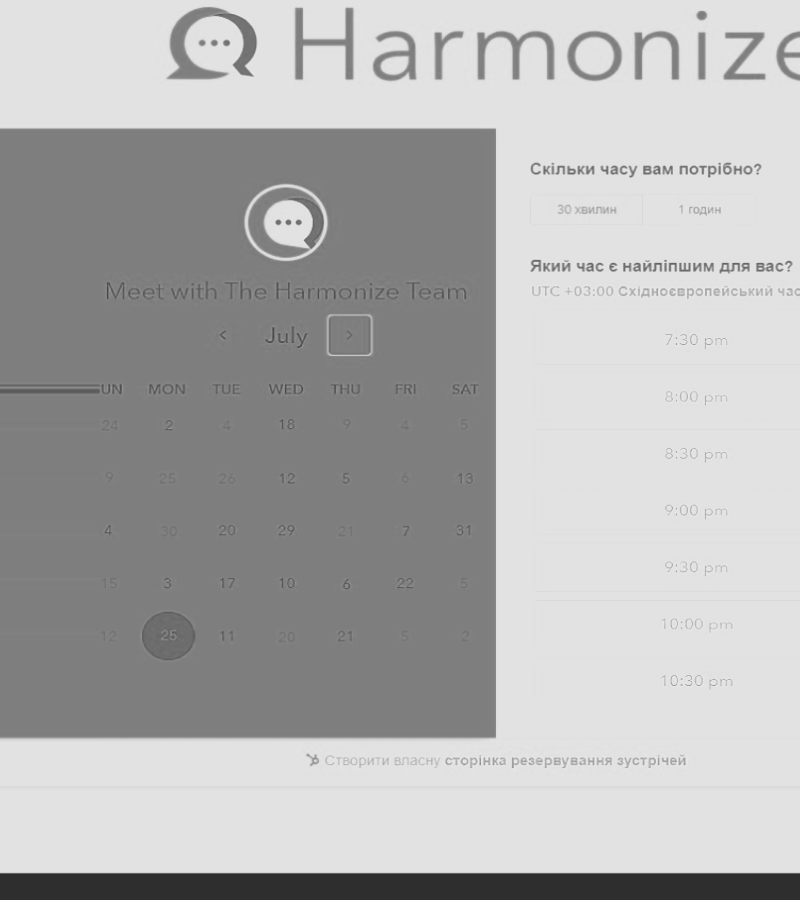 Harmonize
Meet with The Harmonize Team
July
UN MON TUE WED THU FRI SAT
24 2 4 18 9 4 5
9 25 26 12 5 6 13
4 30 20 29 21 7 31
15 3 17 10 6 22 5
12 25 11 20 21 5 2
Скільки часу вам потрібно?
30 хвилин 1 годин
Який час є найліпшим для вас?
UTC +03:00 Східноєвропейський час
7:30 pm
8:00 pm
8:30 pm
9:00 pm
9:30 pm
10:00 pm
10:30 pm
Створити власну сторінка резервування зустрічей